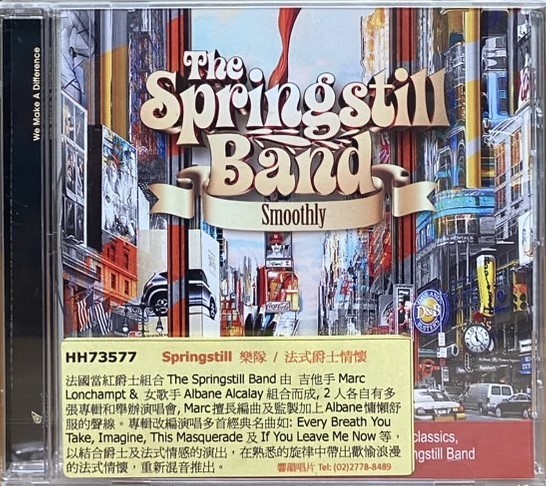 We Make A Difference
The
Springstill
Band
Smoothly
HH73577 Springstill 樂隊 / 法式爵士情懷
法國當紅爵士組合 The Springstill Band 由 吉他手 Marc
Lonchampt & 女歌手 Albane Alcalay 組合而成, 2 人各自有多
張專輯和舉辦演唱會, Marc 擅長編曲及監製加上 Albane 慵懶舒
服的聲線。專輯改編演唱多首經典名曲如: Every Breath You
Take, Imagine, This Masquerade 及 If You Leave Me Now 等,
以結合爵士及法式情感的演出, 在熟悉的旋律中帶出歡愉浪漫
的法式情懷, 重新混音推出。 響韻唱片 Tel: (02)2778-8489
classics,
ngstill Band